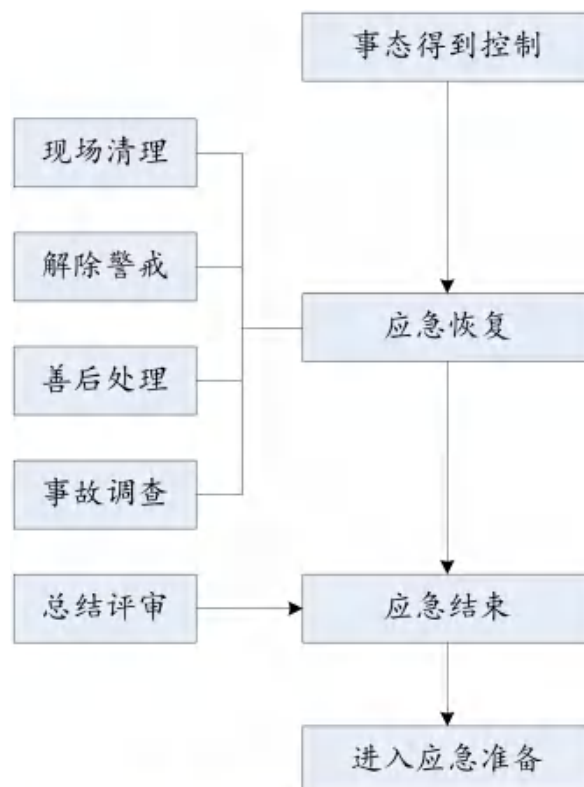 事态得到控制
现场清理
解除警戒
应急恢复
善后处理
事故调查
总结评审
应急结束
进入应急准备